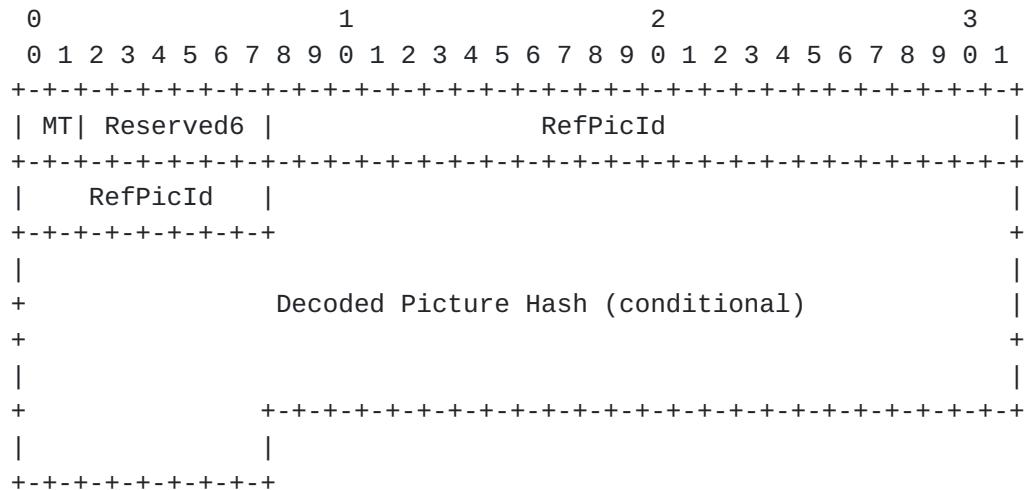 0                   1                   2                   3
 0 1 2 3 4 5 6 7 8 9 0 1 2 3 4 5 6 7 8 9 0 1 2 3 4 5 6 7 8 9 0 1
+-+-+-+-+-+-+-+-+-+-+-+-+-+-+-+-+-+-+-+-+-+-+-+-+-+-+-+-+-+-+-+-+
| MT| Reserved6 |                 RefPicId                      |
+-+-+-+-+-+-+-+-+-+-+-+-+-+-+-+-+-+-+-+-+-+-+-+-+-+-+-+-+-+-+-+-+
|    RefPicId   |                                               |
+-+-+-+-+-+-+-+-+                                               +
|                                                               |
+                Decoded Picture Hash (conditional)             |
+                                                               +
|                                                               |
+               +-+-+-+-+-+-+-+-+-+-+-+-+-+-+-+-+-+-+-+-+-+-+-+-+
|               |
+-+-+-+-+-+-+-+-+